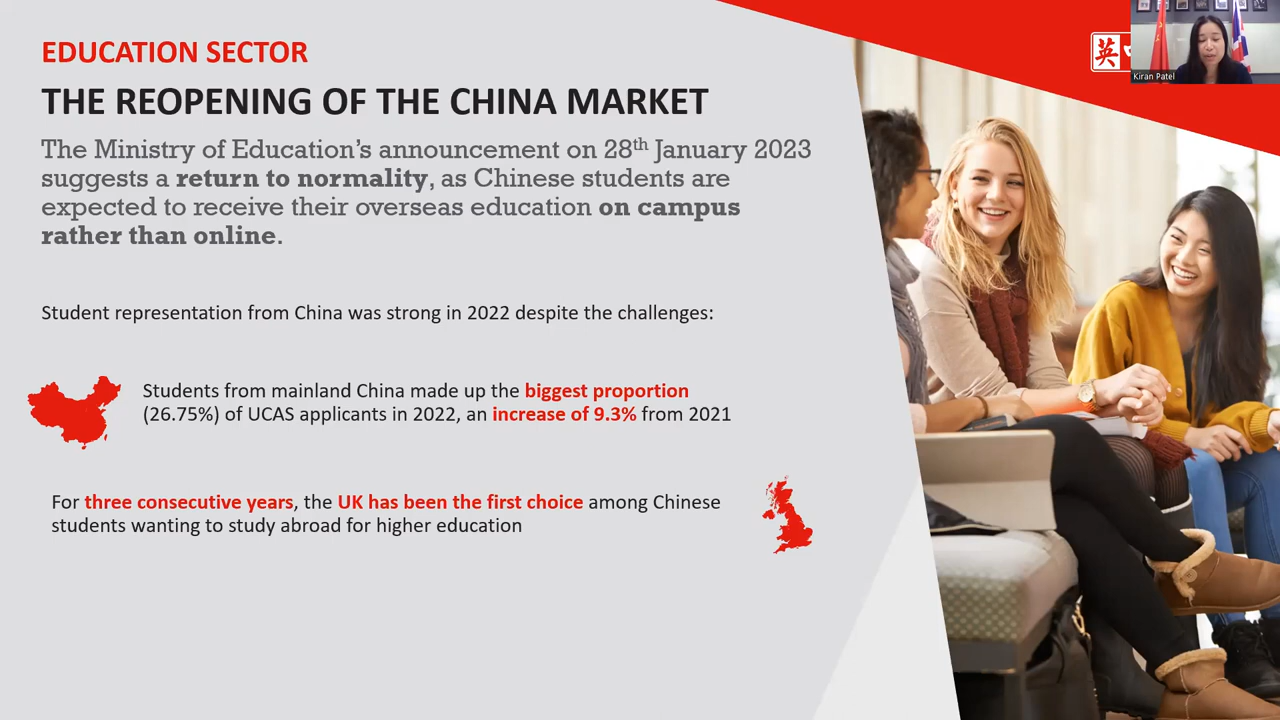 EDUCATION SECTOR
THE REOPENING OF THE CHINA MARKET
The Ministry of Education’s announcement on 28th January 2023
suggests a return to normality, as Chinese students are
expected to receive their overseas education on campus
rather than online.
Student representation from China was strong in 2022 despite the challenges:
Students from mainland China made up the biggest proportion
(26.75%) of UCAS applicants in 2022, an increase of 9.3% from 2021
For three consecutive years, the UK has been the first choice among Chinese
students wanting to study abroad for higher education
英
Kiran Patel